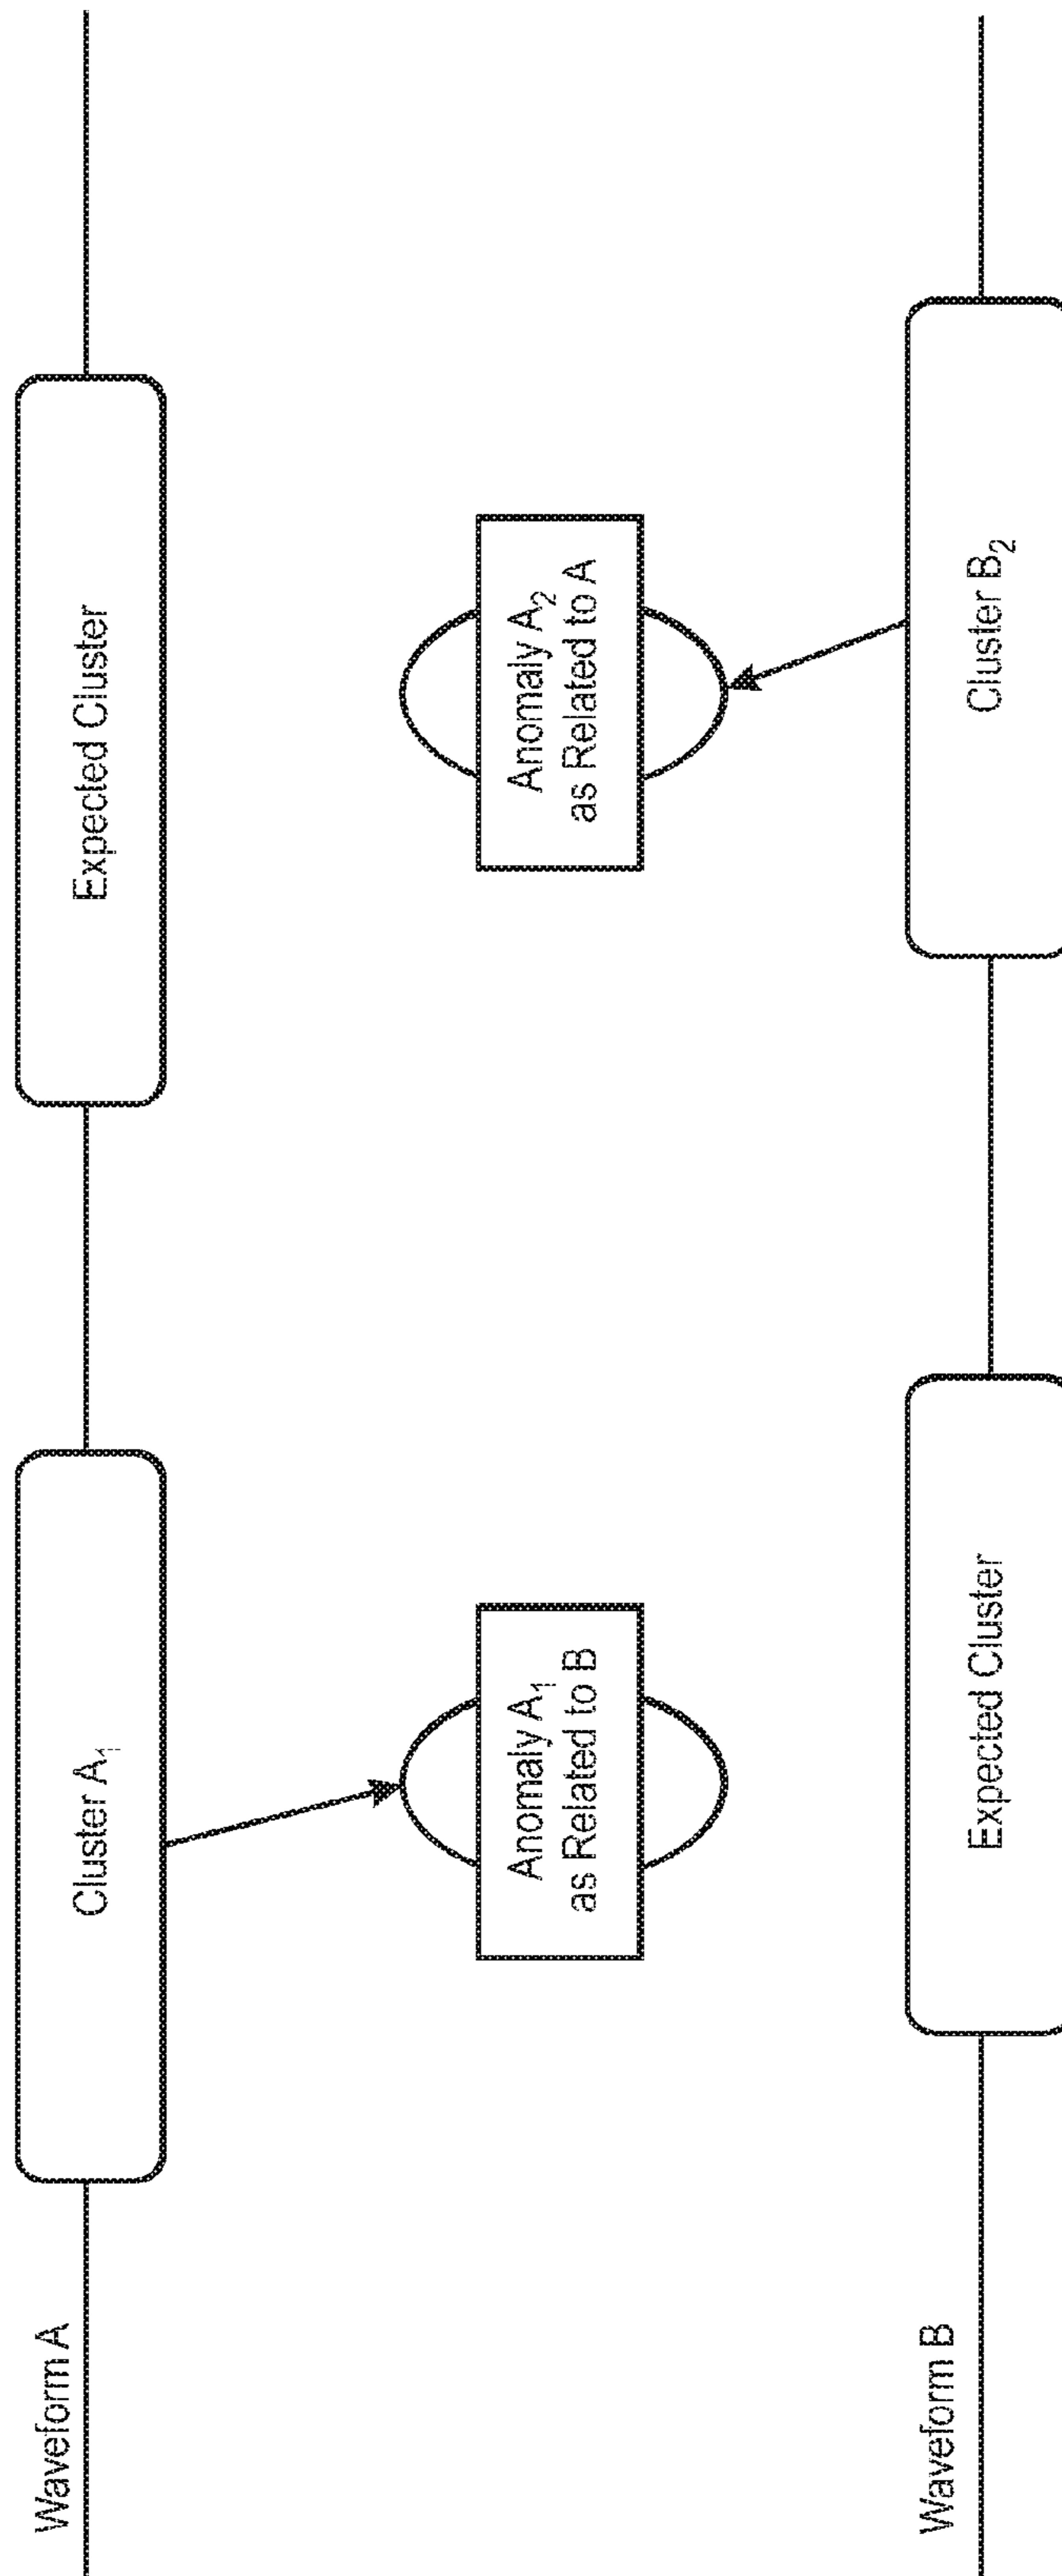 Waveform A
Cluster A₁
Expected Cluster
Anomaly A₁
as Related to B
Anomaly A₂
as Related to A
Waveform B
Expected Cluster
Cluster B₂